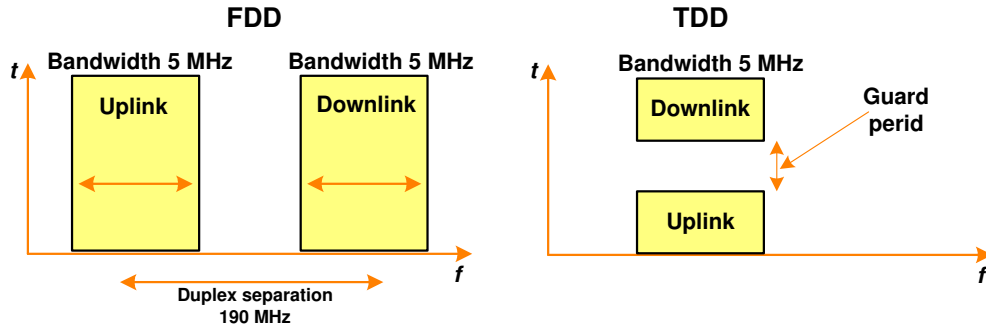 FDD
Bandwidth 5 MHz
Bandwidth 5 MHz
t
Uplink
Downlink
f
Duplex separation
190 MHz
TDD
Bandwidth 5 MHz
t
Downlink
Guard
perid
Uplink
f